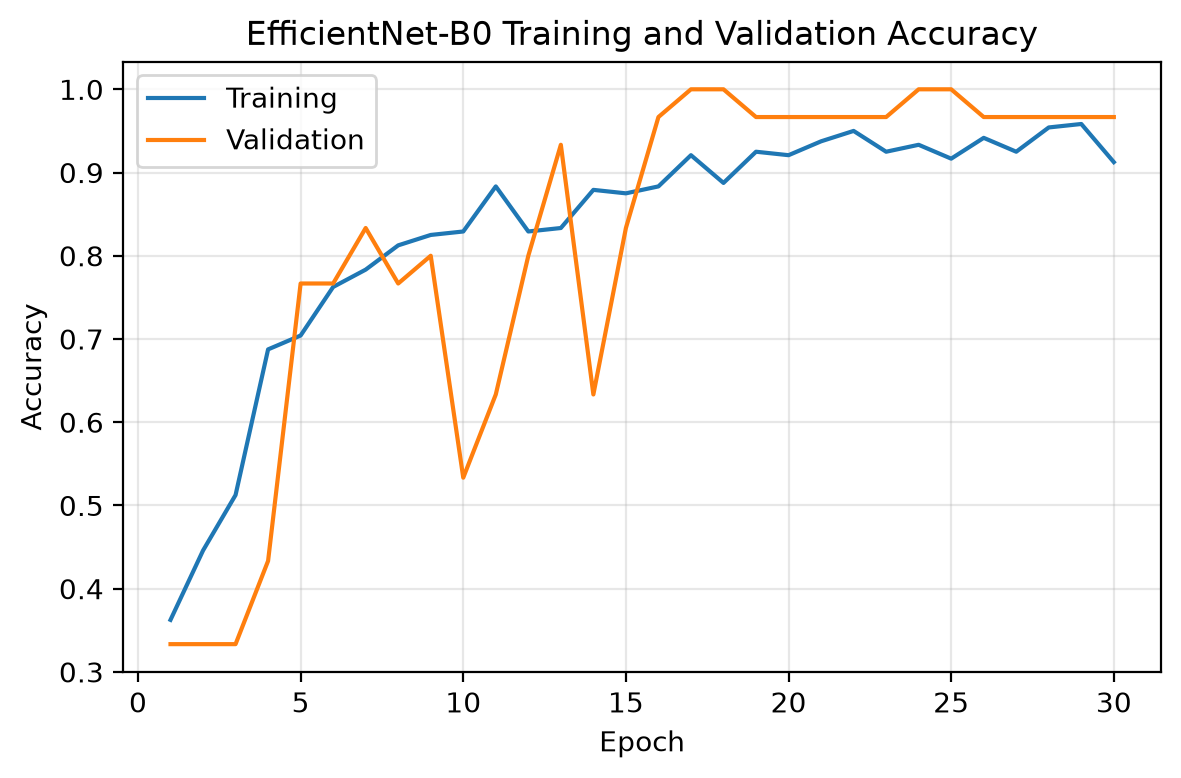 EfficientNet-B0 Training and Validation Accuracy
Training
Validation
Accuracy
1.0
0.9
0.8
0.7
0.6
0.5
0.4
0.3
0 5 10 15 20 25 30
Epoch